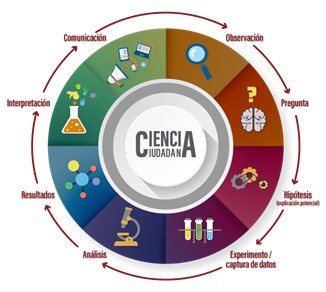 Comunicación
Observación
Interpretación
Pregunta
?
CIENCIA
CIUDADANA
Resultados
Hipótesis
(explicación potencial)
Análisis
Experimento /
captura de datos